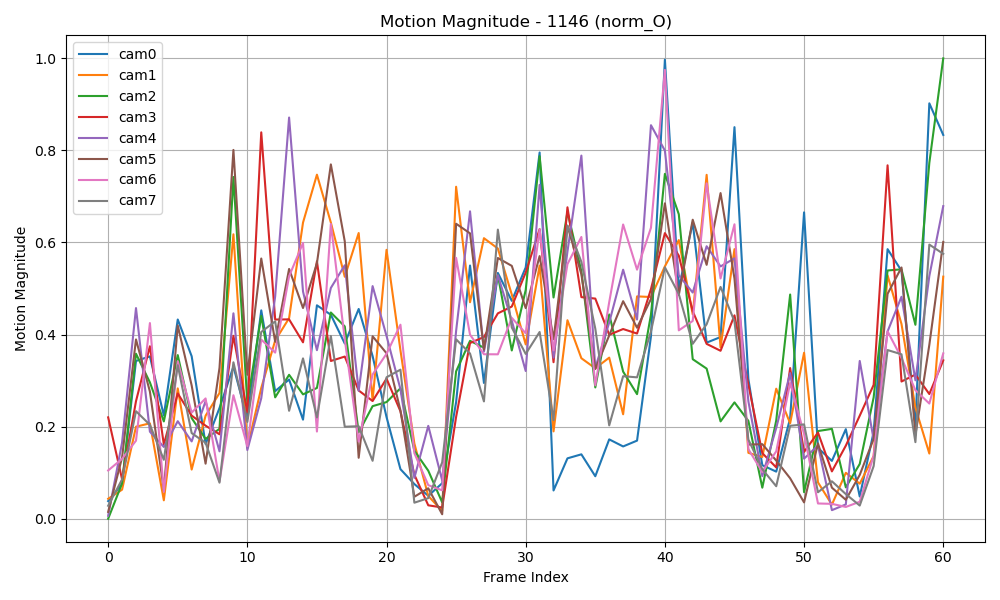 Motion Magnitude - 1146 (norm_O)
cam0
cam1
cam2
cam3
cam4
cam5
cam6
cam7
Motion Magnitude
1.0
0.8
0.6
0.4
0.2
0.0
0 10 20 30 40 50 60
Frame Index